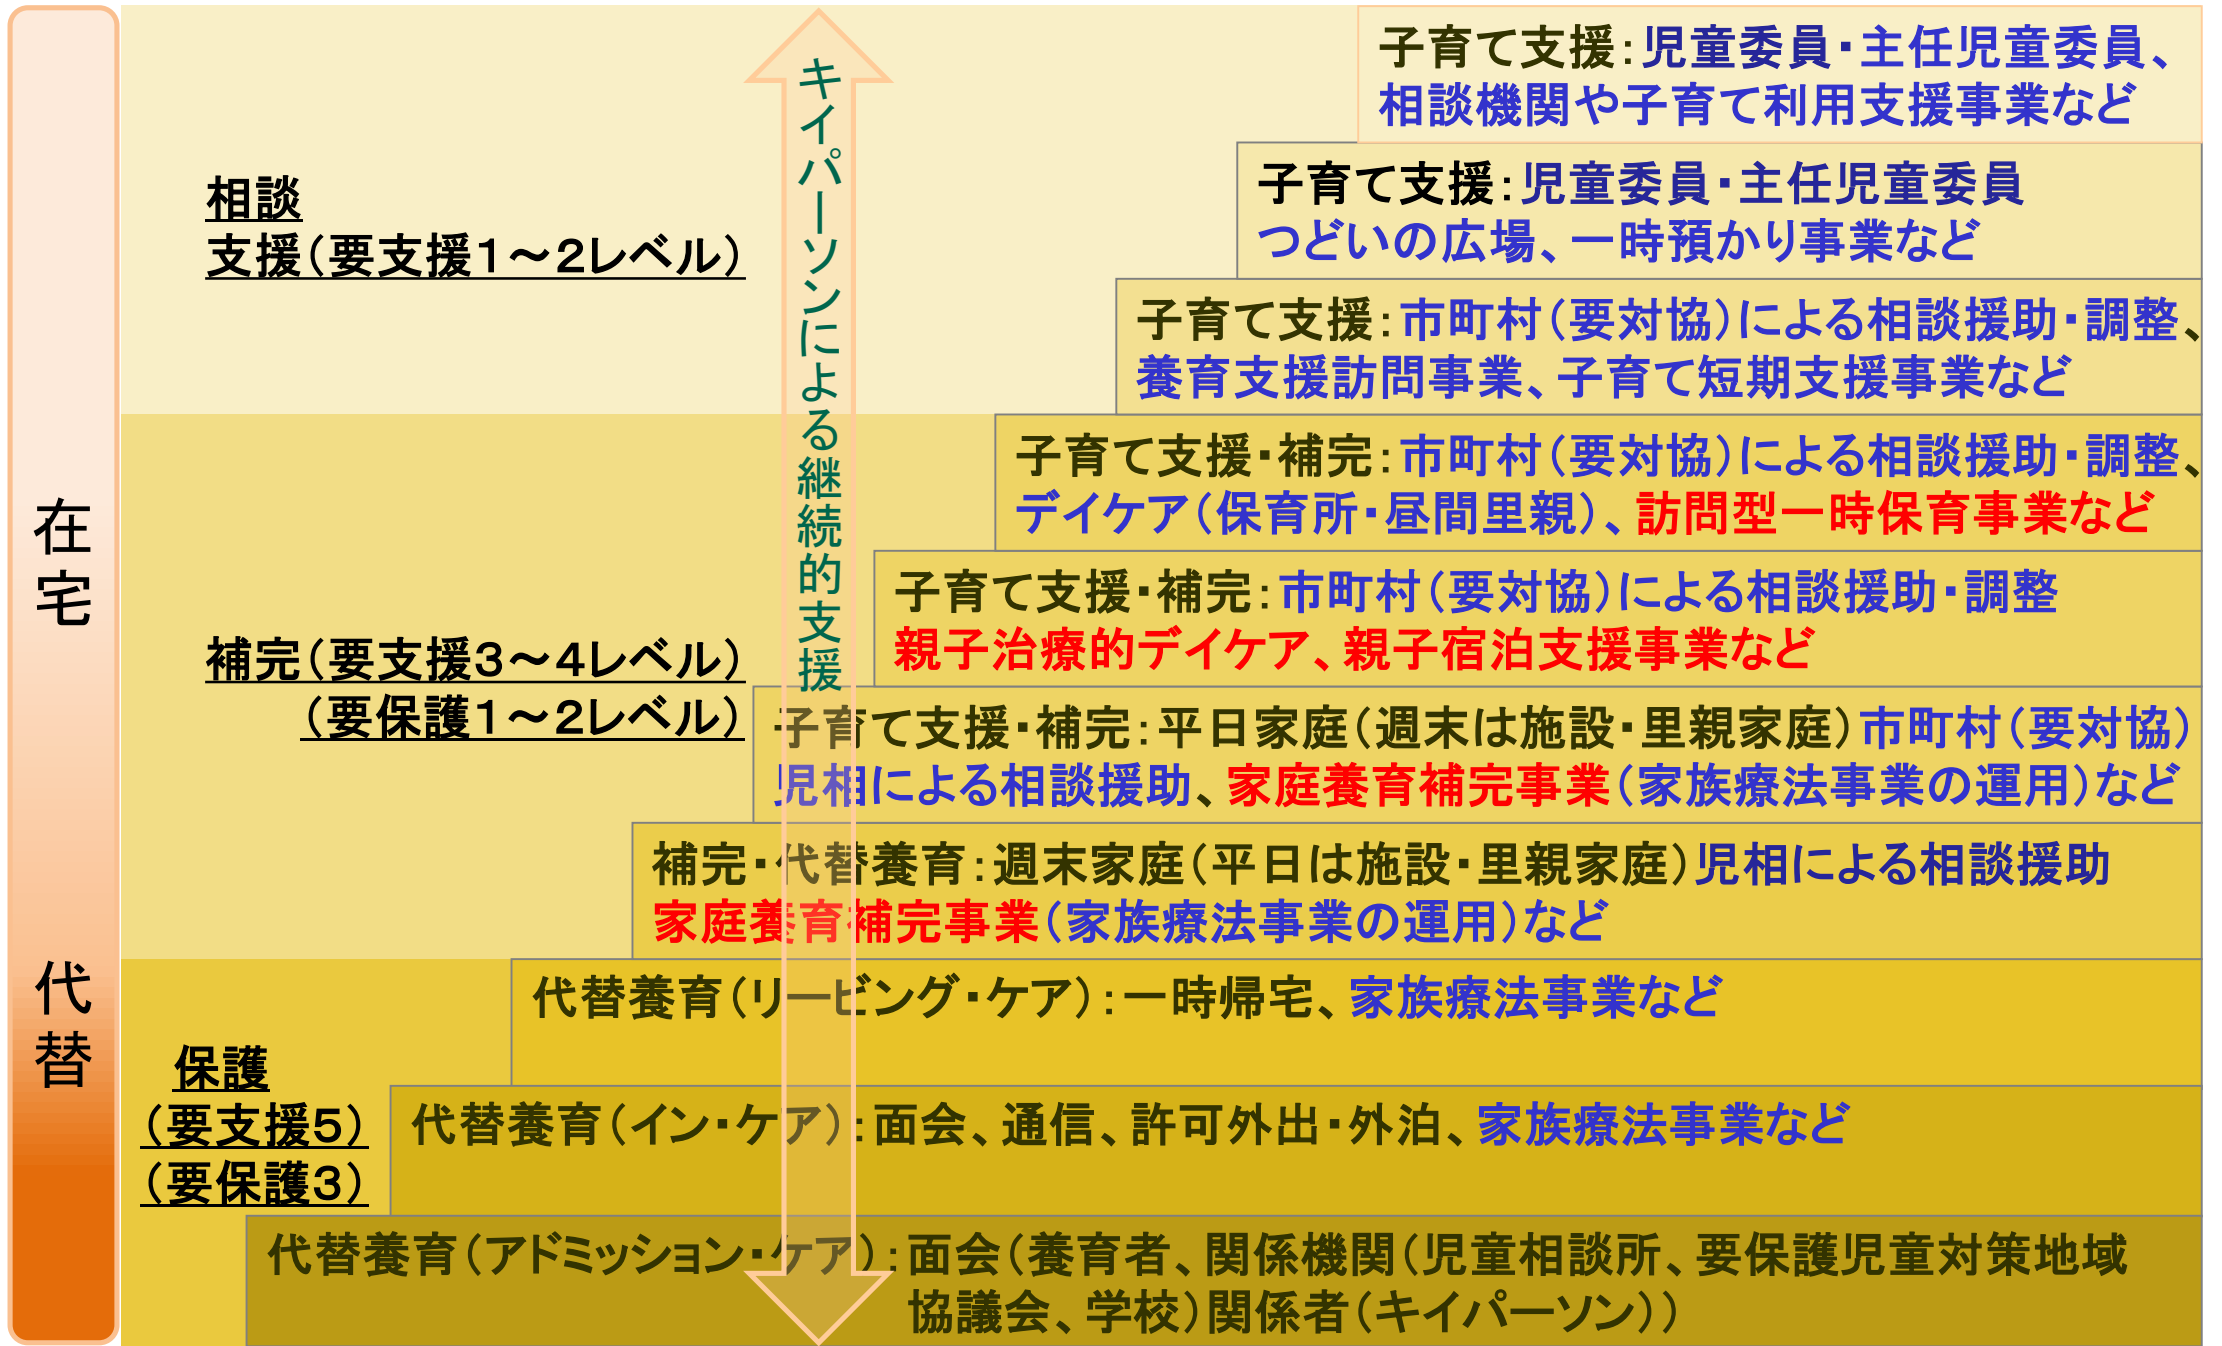 在宅
代替
キイパーソンによる継続的支援
相談
支援（要支援１～２レベル）
補完（要支援３～４レベル）
（要保護１～２レベル）
保護
（要支援５）
（要保護３）
子育て支援：児童委員・主任児童委員、
相談機関や子育て利用支援事業など
子育て支援：児童委員・主任児童委員
つどいの広場、一時預かり事業など
子育て支援：市町村（要対協）による相談援助・調整、
養育支援訪問事業、子育て短期支援事業など
子育て支援・補完：市町村（要対協）による相談援助・調整、
デイケア（保育所・昼間里親）、訪問型一時保育事業など
子育て支援・補完：市町村（要対協）による相談援助・調整
親子治療的デイケア、親子宿泊支援事業など
子育て支援・補完：平日家庭（週末は施設・里親家庭）市町村（要対協）
児相による相談援助、家庭養育補完事業（家族療法事業の運用）など
補完・代替養育：週末家庭（平日は施設・里親家庭）児相による相談援助
家庭養育補完事業（家族療法事業の運用）など
代替養育（リービング・ケア）：一時帰宅、家族療法事業など
代替養育（イン・ケア）：面会、通信、許可外出・外泊、家族療法事業など
代替養育（アドミッション・ケア）：面会（養育者、関係機関（児童相談所、要保護児童対策地域
協議会、学校）関係者（キイパーソン））